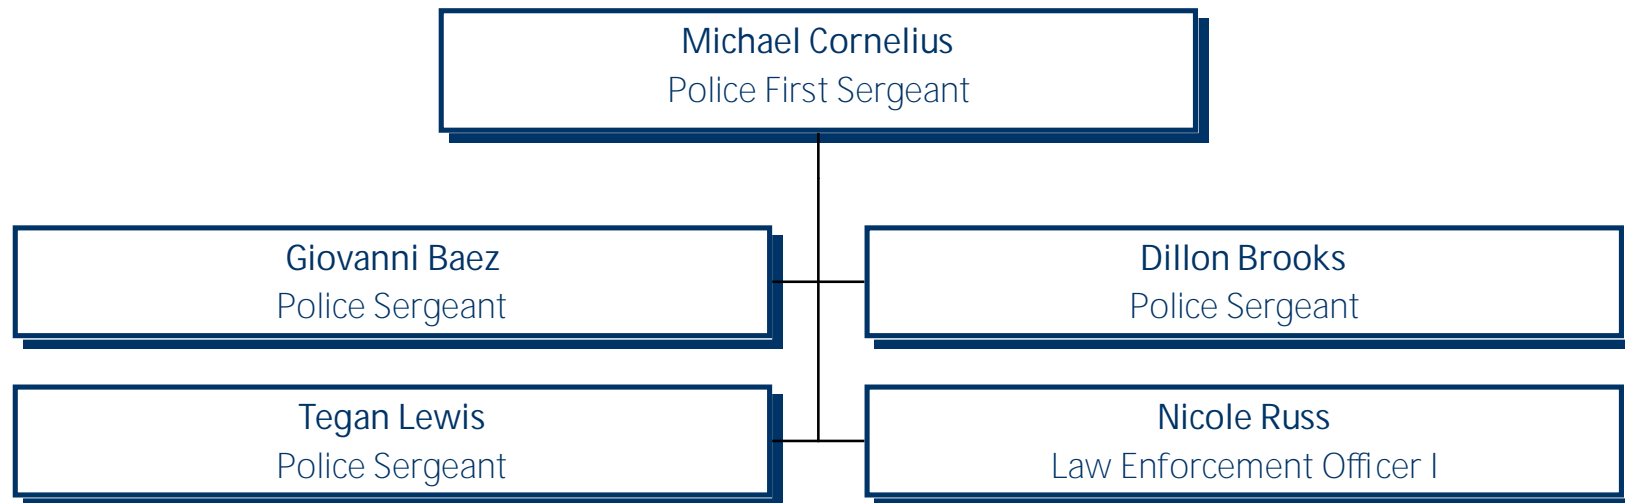 Michael Cornelius
Police First Sergeant
Giovanni Baez
Police Sergeant
Dillon Brooks
Police Sergeant
Tegan Lewis
Police Sergeant
Nicole Russ
Law Enforcement Officer I